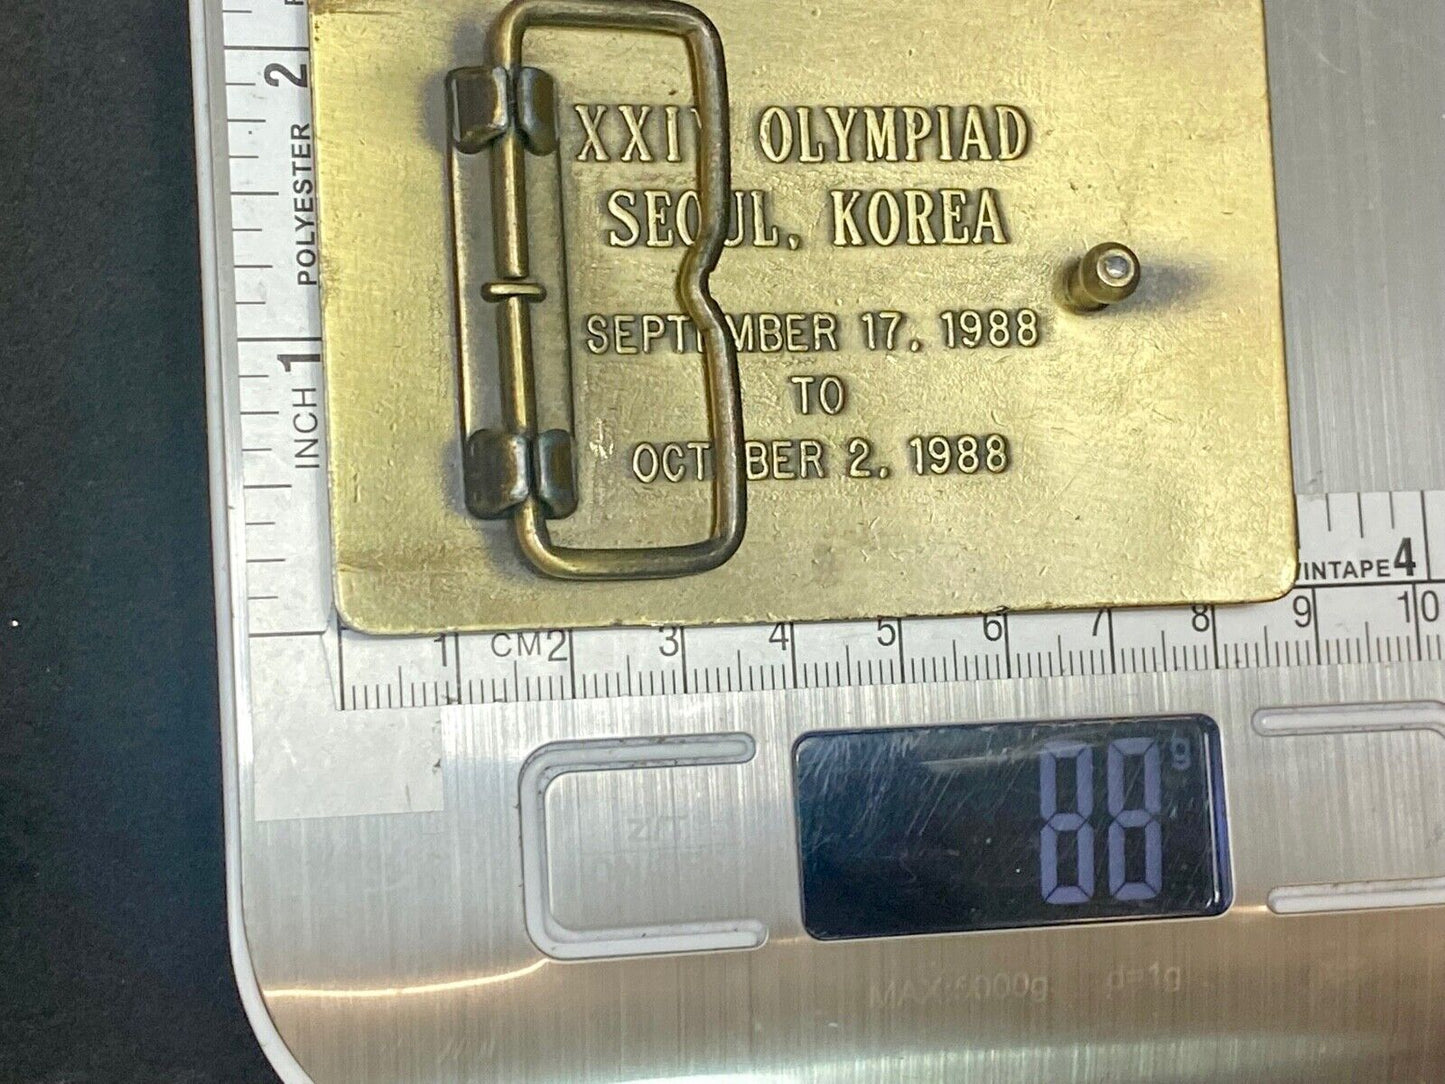 XXIV OLYMPIAD
SEOUL, KOREA
SEPTEMBER 17, 1988
TO
OCTOBER 2, 1988
2
POLYESTER
1
INCH
VINTAPE 4
1 CM 2 3 4 5 6 7 8 9 10
88 g
Z/T
MAX:5000g d=1g